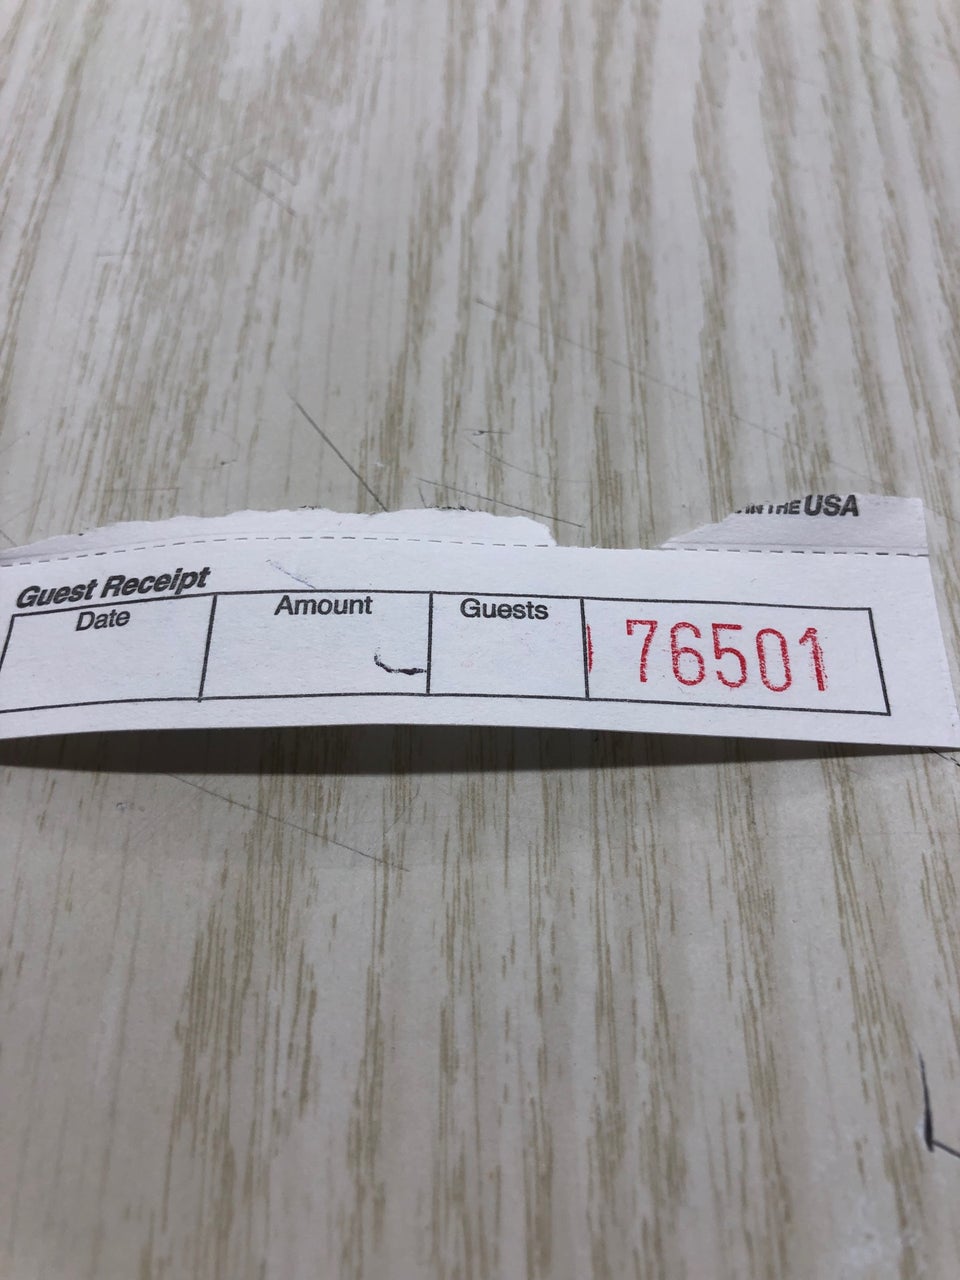 IN THE USA
Guest Receipt
Date Amount Guests 76501